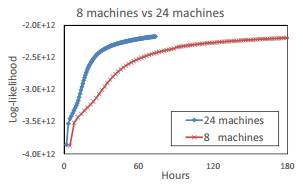 8 machines vs 24 machines
-2.0E+12
-2.5E+12
-3.0E+12
-3.5E+12
-4.0E+12
Log-likelihood
24 machines
8 machines
0 60 120 180
Hours